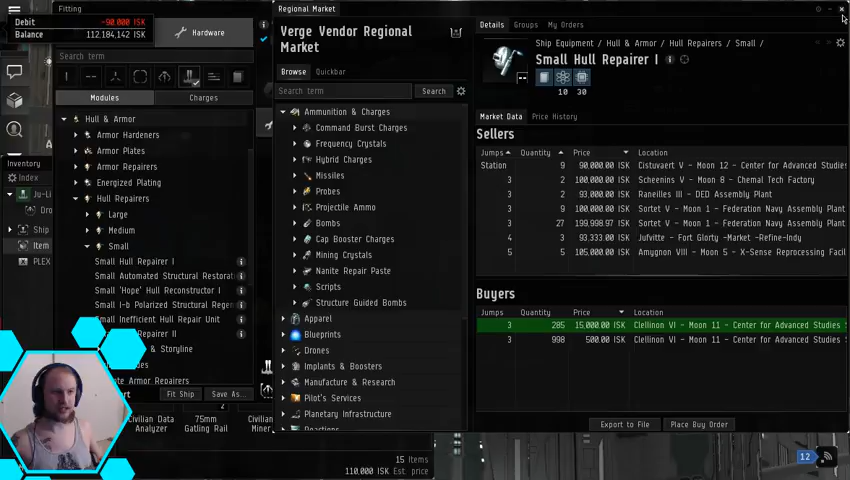 Debit -90.000 ISK
Balance 112.184,142 ISK
Fitting
Hardware
Search term
Modules
Charges
Hull & Armor
Armor Hardeners
Armor Plates
Armor Repairers
Energized Plating
Hull Repairers
Large
Medium
Small
Small Hull Repairer I
Small Automated Structural Restorat
Small 'Hope' Hull Reconstructor I
Small I-b Polarized Structural Regen
Small Inefficient Hull Repair Unit
Repairer II
& Storyline
Armor Repairers
Fit Ship
Save As...
Inventory
Index
Ju-Li
Dro
Ship
Item
PLEX
Civilian Data Analyzer
75mm Gatling Rail
Civilian Miner
15 Items
110,000 ISK Est. price
Regional Market
Verge Vendor Regional
Market
Browse
Quickbar
Search term
Search
Ammunition & Charges
Command Burst Charges
Frequency Crystals
Hybrid Charges
Missiles
Probes
Projectile Ammo
Bombs
Cap Booster Charges
Mining Crystals
Nanite Repair Paste
Scripts
Structure Guided Bombs
Apparel
Blueprints
Drones
Implants & Boosters
Manufacture & Research
Pilot's Services
Planetary Infrastructure
Reactions
Details
Groups
My Orders
Ship Equipment / Hull & Armor / Hull Repairers / Small /
Small Hull Repairer I
10 30
Market Data
Price History
Sellers
Jumps Quantity Price Location
Station 9 90.000,00 ISK Cistuvaert V - Moon 12 - Center for Advanced Studies
3 2 100.000,00 ISK Scheenins V - Moon 8 - Chemal Tech Factory
3 2 93.000,00 ISK Raneilles III - DED Assembly Plant
3 9 100.000,00 ISK Sortet V - Moon 1 - Federation Navy Assembly Plant
3 27 199.998,97 ISK Sortet V - Moon 1 - Federation Navy Assembly Plant
4 3 93,333.00 ISK Jufvitte - Fort Glorty -Market -Refine-Indy
5 5 105.000,00 ISK Amygnon VIII - Moon 5 - X-Sense Reprocessing Facil
Buyers
Jumps Quantity Price Location
3 285 15,000.00 ISK Clellinon VI - Moon 11 - Center for Advanced Studies S
3 998 500.00 ISK Clellinon VI - Moon 11 - Center for Advanced Studies S
Export to File
Place Buy Order
12